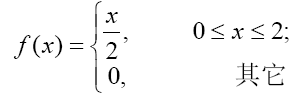 f(x) = { x/2, 0 ≤ x ≤ 2;
0, 其它